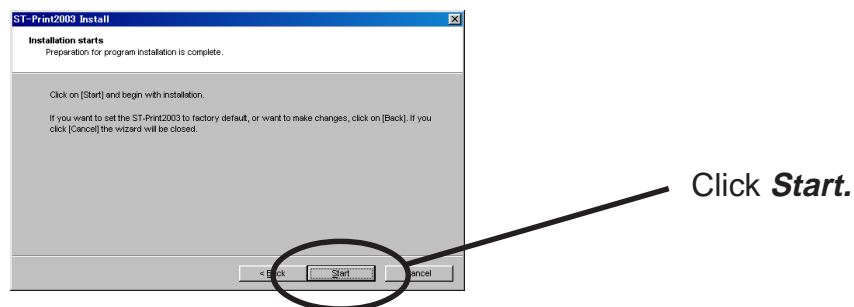 ST-Print2003 Install
Installation starts
Preparation for program installation is complete.
Click on [Start] and begin with installation.
If you want to set the ST-Print2003 to factory default, or want to make changes, click on [Back]. If you
click [Cancel] the wizard will be closed.
Click Start.
< Back Start Cancel